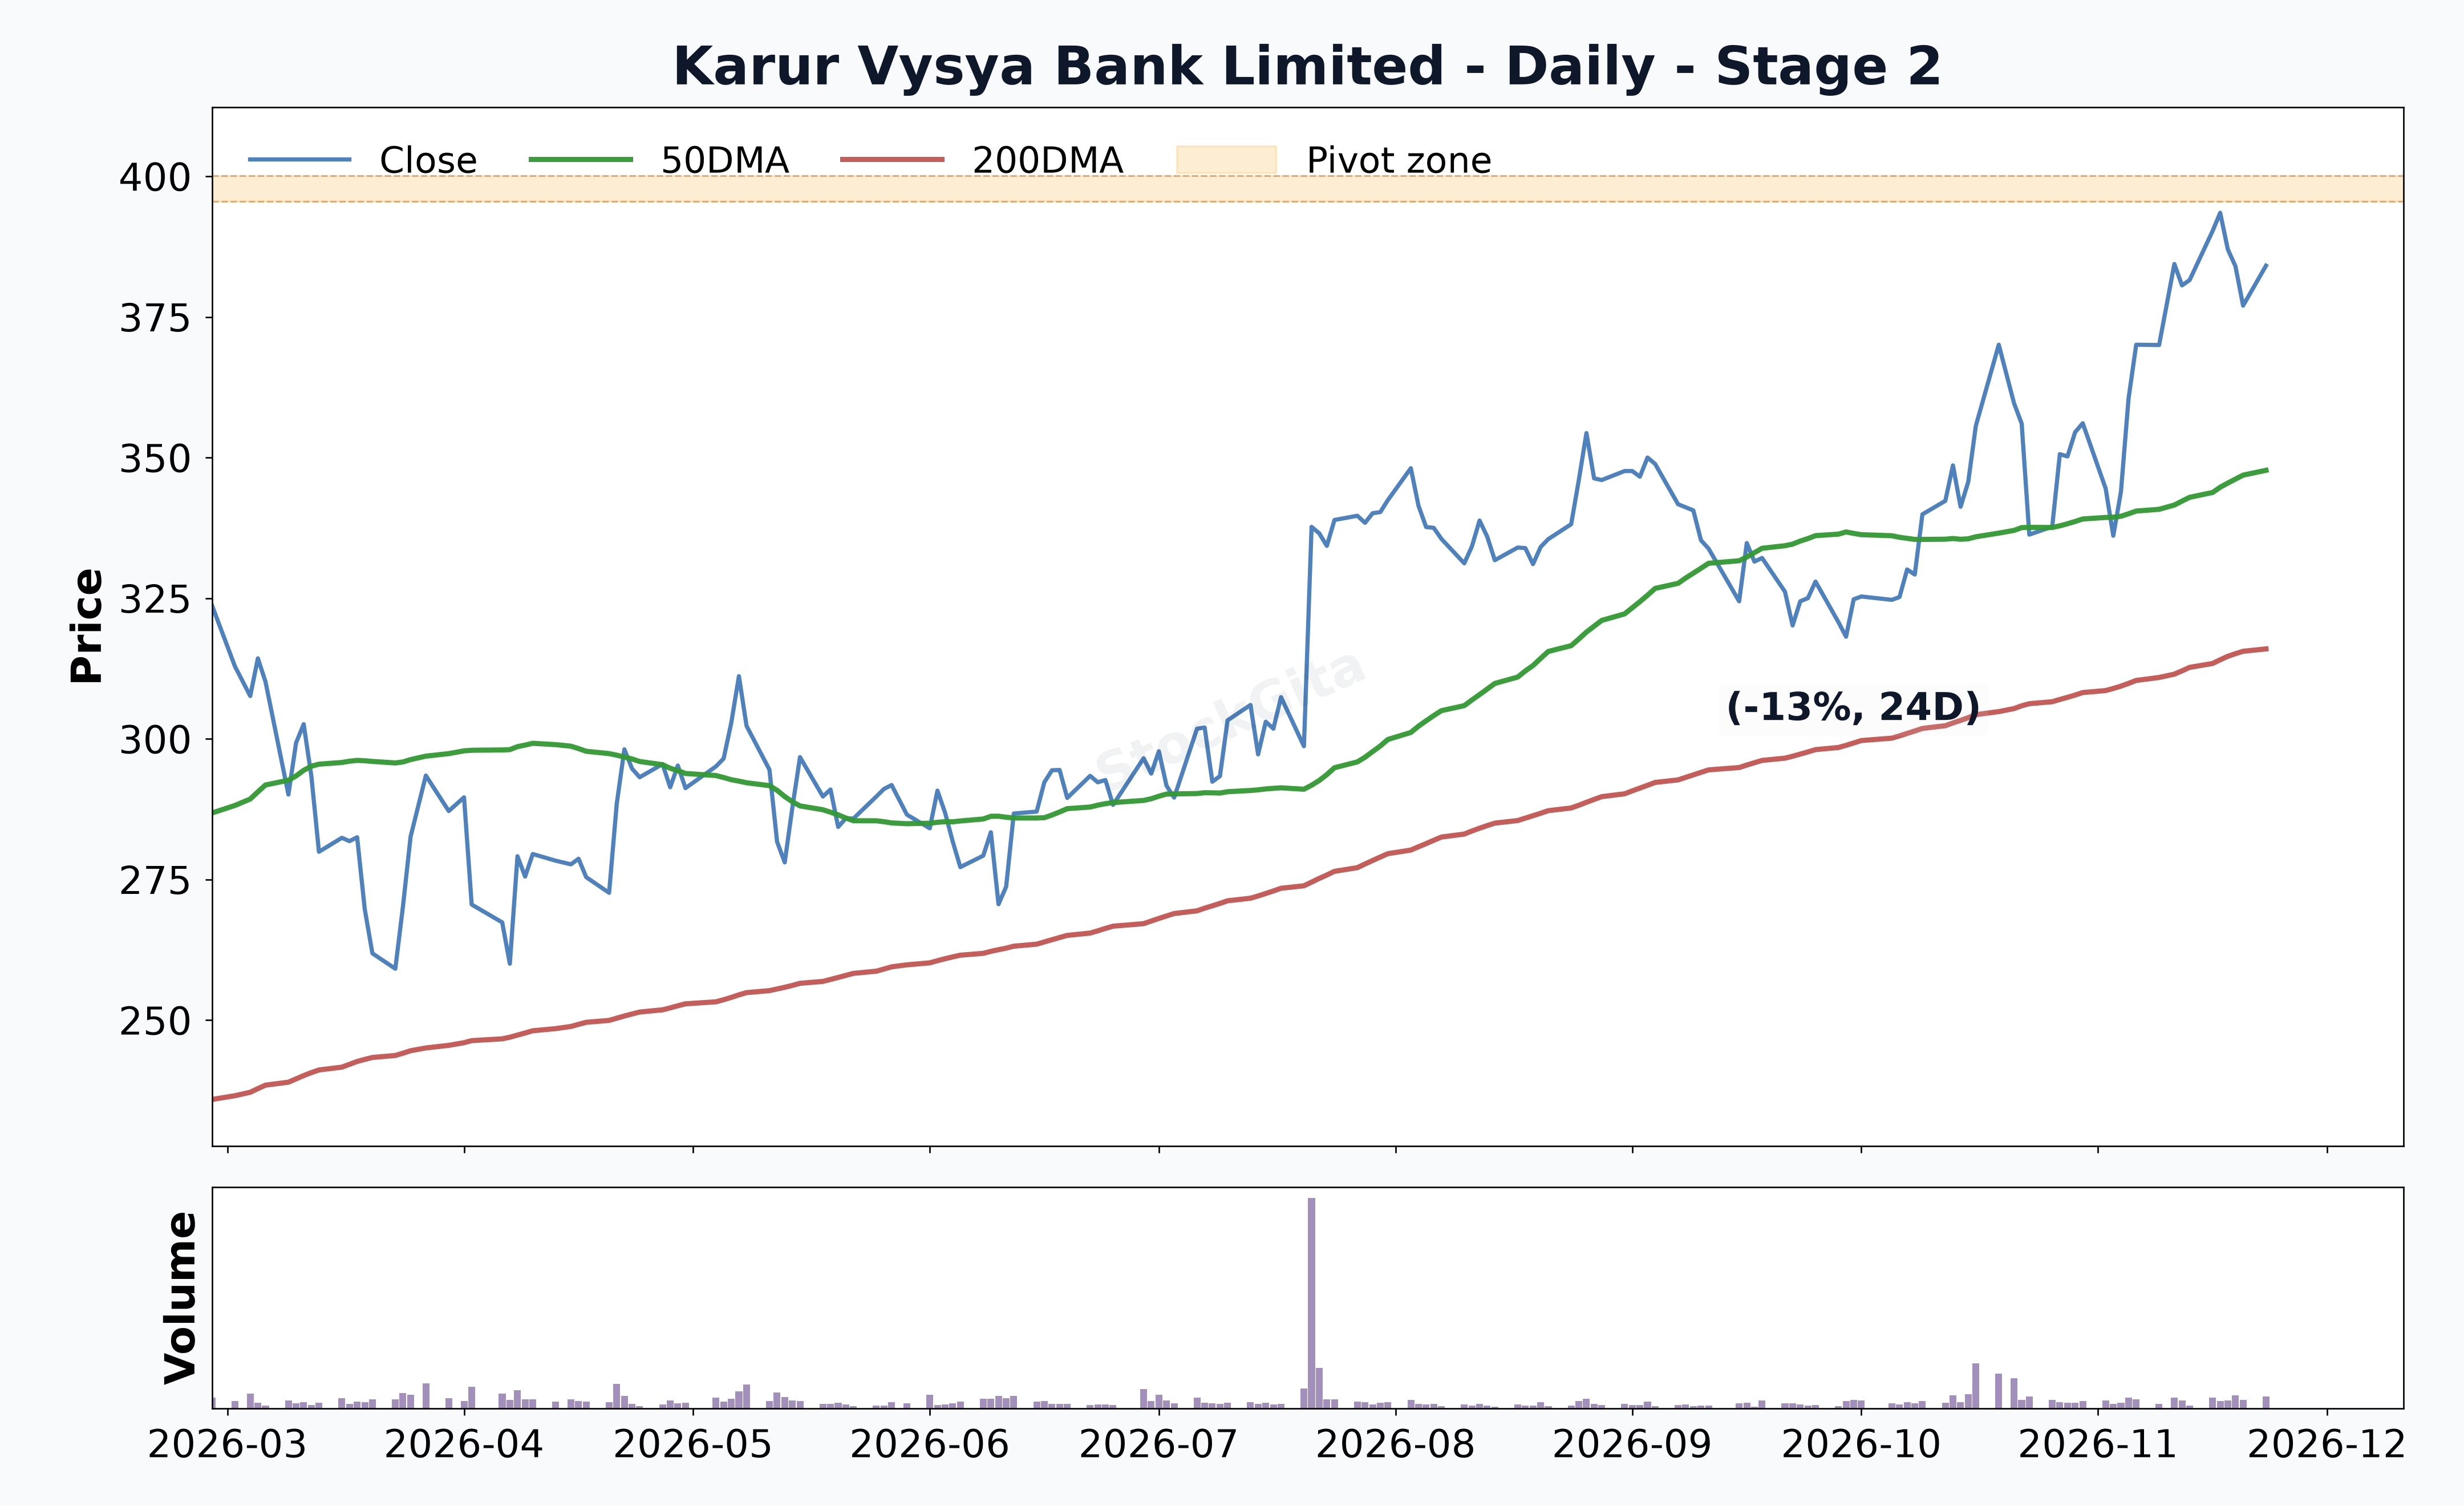 Karur Vysya Bank Limited - Daily - Stage 2
Close 50DMA 200DMA Pivot zone
400
375
350
325
300
275
250
Price
StockGita
(-13%, 24D)
Volume
2026-03 2026-04 2026-05 2026-06 2026-07 2026-08 2026-09 2026-10 2026-11 2026-12